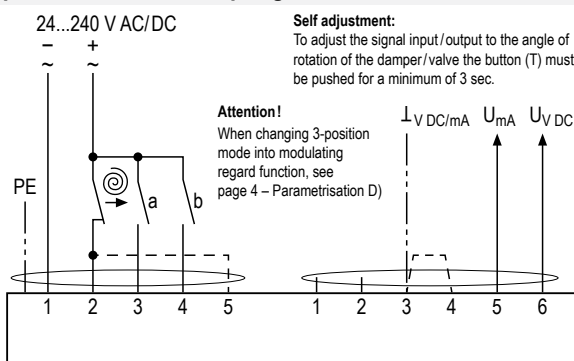 24...240 V AC/DC
− +
~ ~
Self adjustment:
To adjust the signal input/output to the angle of
rotation of the damper/valve the button (T) must
be pushed for a minimum of 3 sec.
Attention!
When changing 3-position
mode into modulating
regard function, see
page 4 – Parametrisation D)
⊥ V DC/mA UmA UV DC
PE
a b
1 2 3 4 5 1 2 3 4 5 6